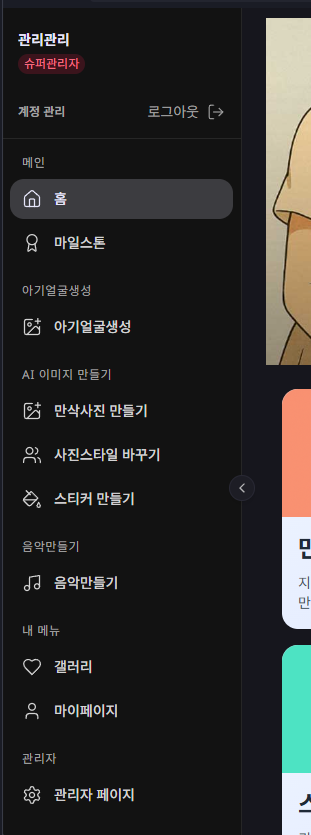 관리관리
슈퍼관리자
계정 관리
로그아웃
메인
홈
마일스톤
아기얼굴생성
아기얼굴생성
AI 이미지 만들기
만삭사진 만들기
사진스타일 바꾸기
스티커 만들기
음악만들기
음악만들기
내 메뉴
갤러리
마이페이지
관리자
관리자 페이지
지
만